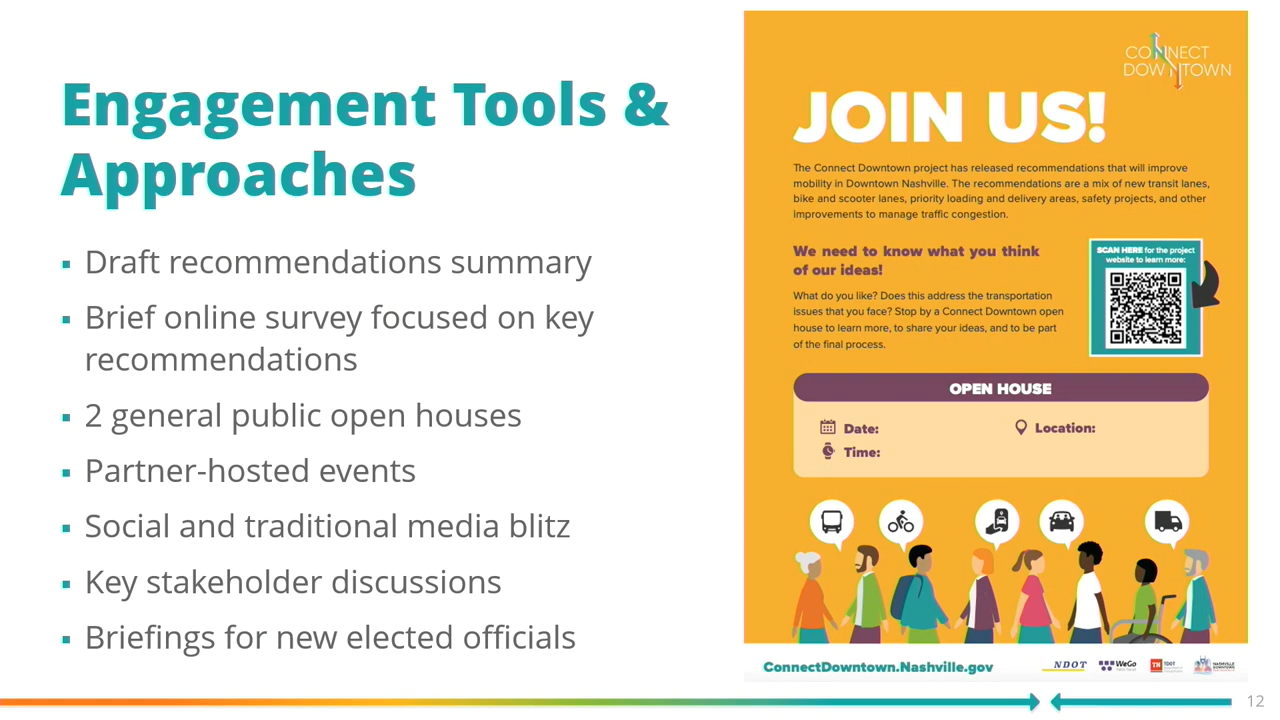 Engagement Tools &
Approaches
▪ Draft recommendations summary
▪ Brief online survey focused on key
recommendations
▪ 2 general public open houses
▪ Partner-hosted events
▪ Social and traditional media blitz
▪ Key stakeholder discussions
▪ Briefings for new elected officials
CONNECT
DOWNTOWN
JOIN US!
The Connect Downtown project has released recommendations that will improve
mobility in Downtown Nashville. The recommendations are a mix of new transit lanes,
bike and scooter lanes, priority loading and delivery areas, safety projects, and other
improvements to manage traffic congestion.
We need to know what you think
of our ideas!
What do you like? Does this address the transportation
issues that you face? Stop by a Connect Downtown open
house to learn more, to share your ideas, and to be part
of the final process.
SCAN HERE for the project
website to learn more:
OPEN HOUSE
Date:
Location:
Time:
ConnectDowntown.Nashville.gov
NDOT
WeGo
TN
TDOT
NASHVILLE
DOWNTOWN
12